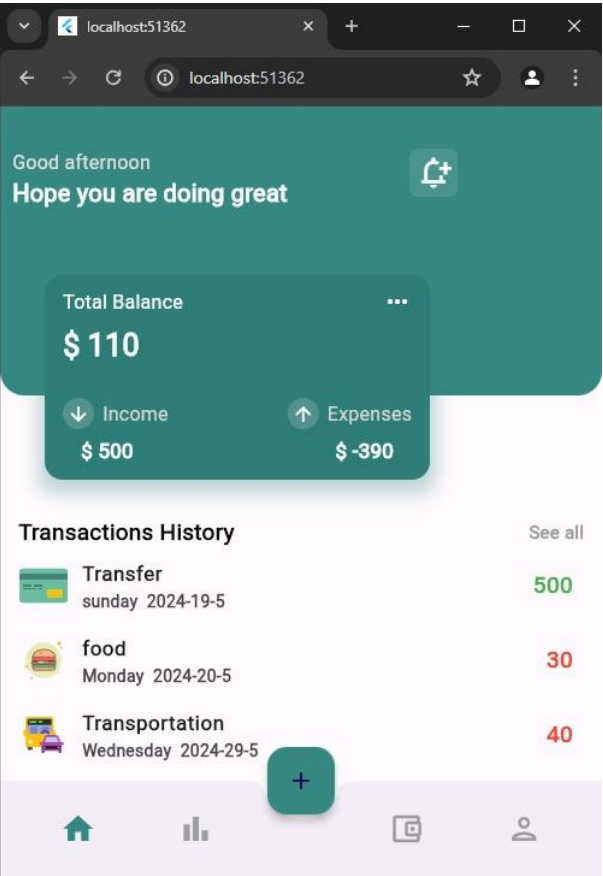 localhost:51362
localhost:51362
Good afternoon
Hope you are doing great
Total Balance
$ 110
Income
Expenses
$ 500
$ -390
Transactions History
See all
Transfer
500
sunday 2024-19-5
food
30
Monday 2024-20-5
Transportation
40
Wednesday 2024-29-5